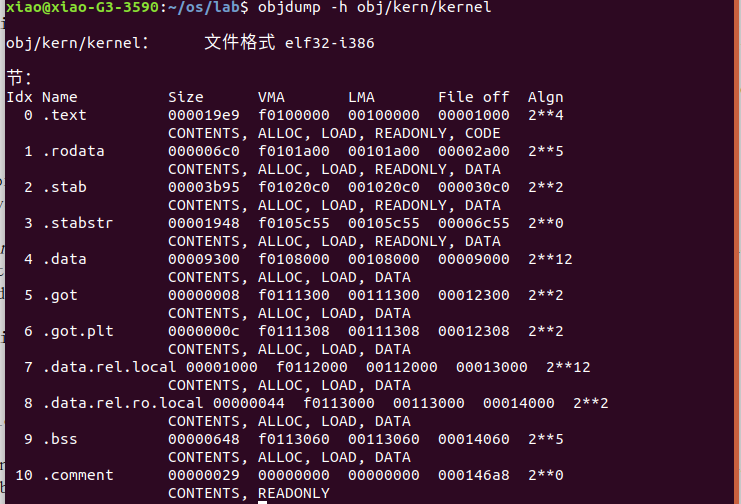 xiao@xiao-G3-3590:~/os/lab$ objdump -h obj/kern/kernel
obj/kern/kernel：     文件格式 elf32-i386
节：
Idx Name          Size      VMA       LMA       File off  Algn
  0 .text         000019e9  f0100000  00100000  00001000  2**4
                  CONTENTS, ALLOC, LOAD, READONLY, CODE
  1 .rodata       000006c0  f0101a00  00101a00  00002a00  2**5
                  CONTENTS, ALLOC, LOAD, READONLY, DATA
  2 .stab         00003b95  f01020c0  001020c0  000030c0  2**2
                  CONTENTS, ALLOC, LOAD, READONLY, DATA
  3 .stabstr      00001948  f0105c55  00105c55  00006c55  2**0
                  CONTENTS, ALLOC, LOAD, READONLY, DATA
  4 .data         00009300  f0108000  00108000  00009000  2**12
                  CONTENTS, ALLOC, LOAD, DATA
  5 .got          00000008  f0111300  00111300  00012300  2**2
                  CONTENTS, ALLOC, LOAD, DATA
  6 .got.plt      0000000c  f0111308  00111308  00012308  2**2
                  CONTENTS, ALLOC, LOAD, DATA
  7 .data.rel.local 00001000  f0112000  00112000  00013000  2**12
                  CONTENTS, ALLOC, LOAD, DATA
  8 .data.rel.ro.local 00000044  f0113000  00113000  00014000  2**2
                  CONTENTS, ALLOC, LOAD, DATA
  9 .bss          00000648  f0113060  00113060  00014060  2**5
                  CONTENTS, ALLOC, LOAD, DATA
 10 .comment      00000029  00000000  00000000  000146a8  2**0
                  CONTENTS, READONLY